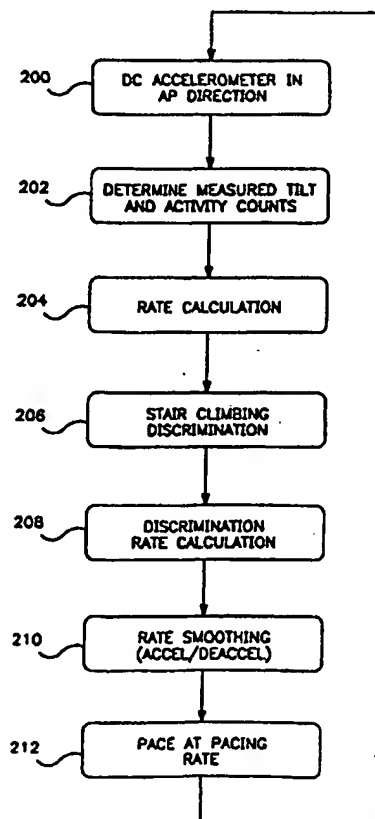 200
DC ACCELEROMETER IN
AP DIRECTION
202
DETERMINE MEASURED TILT
AND ACTIVITY COUNTS
204
RATE CALCULATION
206
STAIR CLIMBING
DISCRIMINATION
208
DISCRIMINATION
RATE CALCULATION
210
RATE SMOOTHING
(ACCEL/DEACCEL)
212
PACE AT PACING
RATE